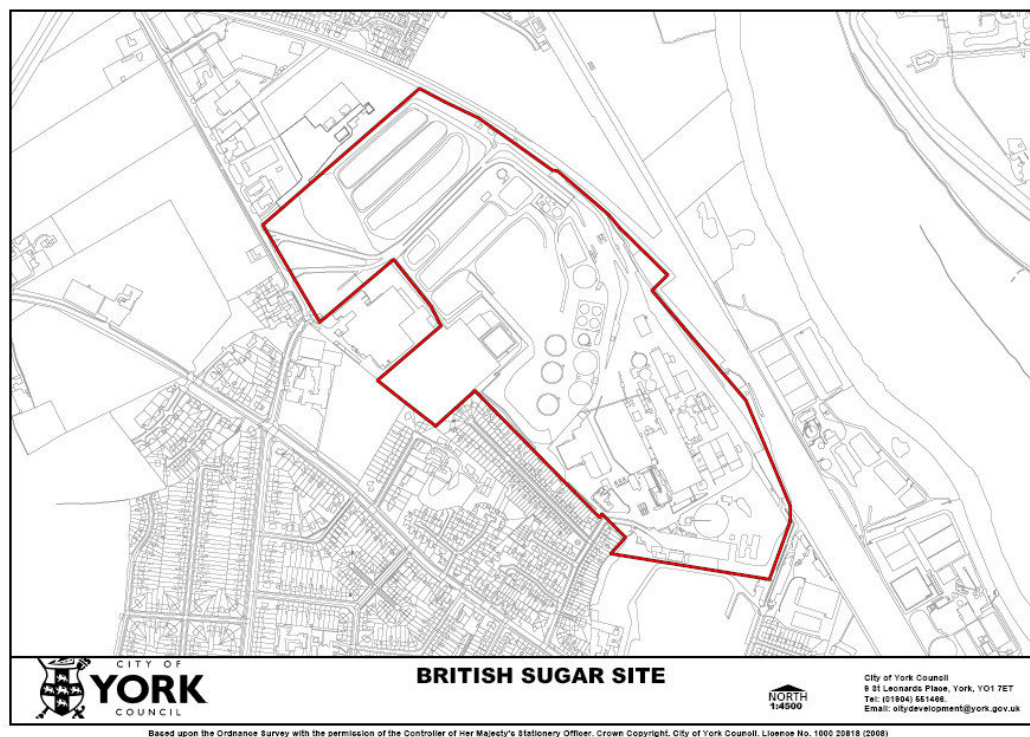 CITY OF
YORK
COUNCIL
BRITISH SUGAR SITE
NORTH
1:4500
City of York Council
9 St Leonards Place, York, YO1 7ET
Tel: (01904) 551466.
Email: citydevelopment@york.gov.uk
Based upon the Ordnance Survey with the permission of the Controller of Her Majesty's Stationery Officer. Crown Copyright. City of York Council. Licence No. 1000 20818 (2008)